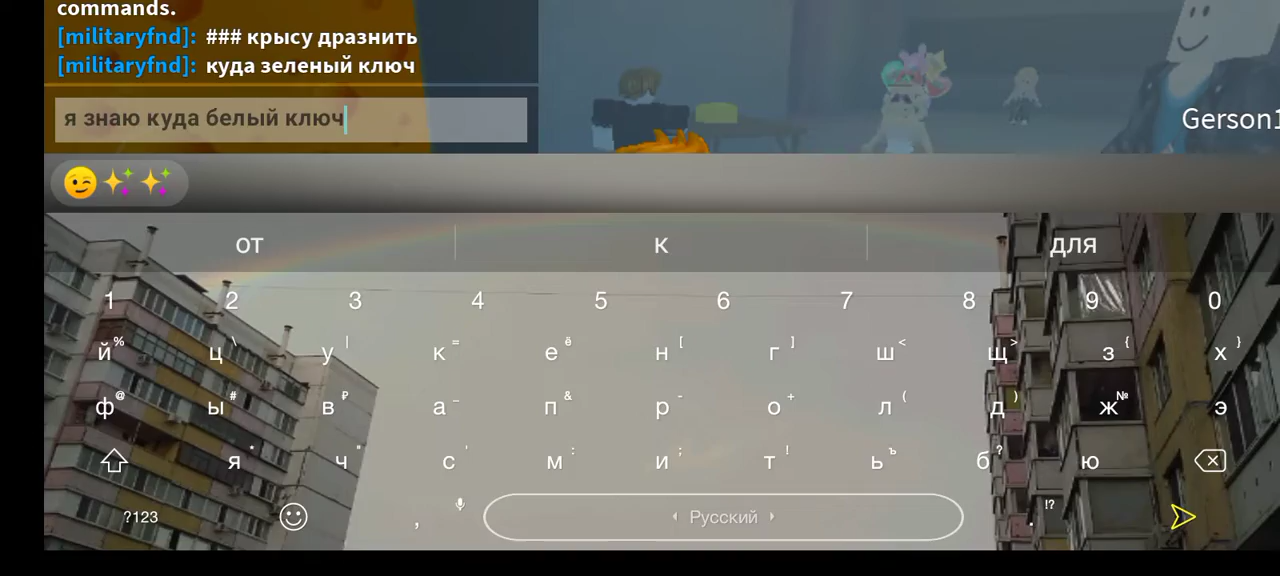 commands.
[militaryfnd]: ### крысу дразнить
[militaryfnd]: куда зеленый ключ
я знаю куда белый ключ
Gerson1
от к для
1 2 3 4 5 6 7 8 9 0
й % ц \ у | к = е ё н [ г ] ш < щ > з { х }
ф @ ы # в ₽ а _ п & р - о + л ( д ) ж № э
я ч с ' м : и ; т ! ь ъ б ? ю
?123 , Русский . !?